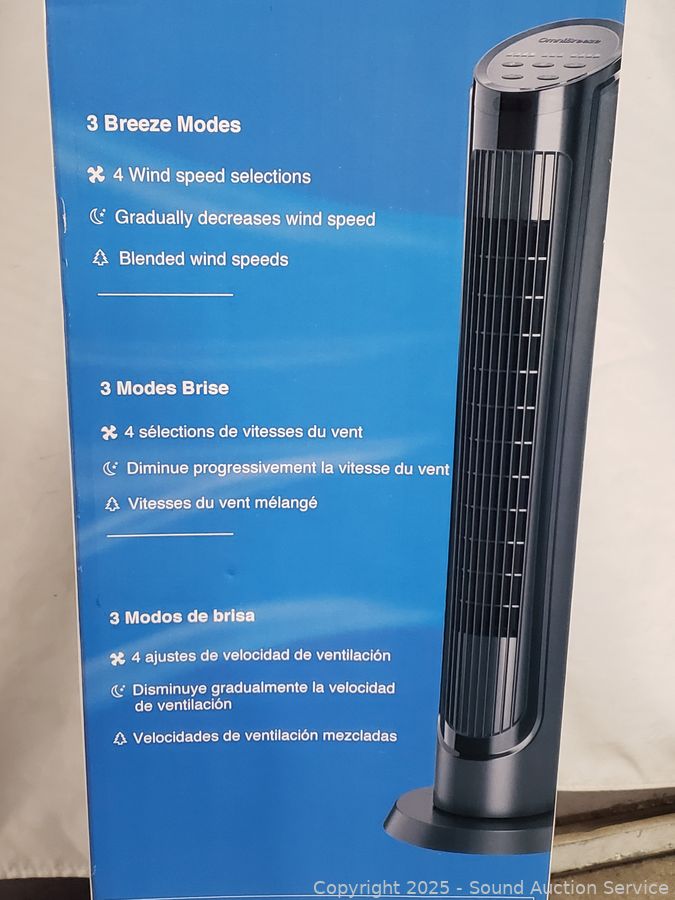 OmniBreeze
3 Breeze Modes
4 Wind speed selections
Gradually decreases wind speed
Blended wind speeds
3 Modes Brise
4 sélections de vitesses du vent
Diminue progressivement la vitesse du vent
Vitesses du vent mélangé
3 Modos de brisa
4 ajustes de velocidad de ventilación
Disminuye gradualmente la velocidad
de ventilación
Velocidades de ventilación mezcladas
Copyright 2025 - Sound Auction Service